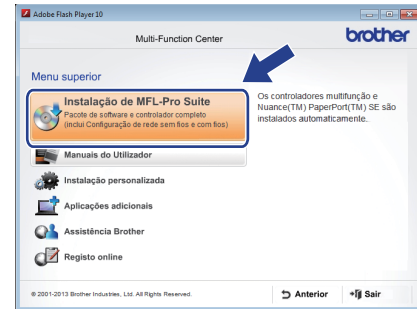 Adobe Flash Player 10
Multi-Function Center
brother
Menu superior
Instalação de MFL-Pro Suite
Pacote de software e controlador completo
(inclui Configuração de rede sem fios e com fios)
Os controladores multifunção e
Nuance(TM) PaperPort(TM) SE são
instalados automaticamente.
Manuais do Utilizador
Instalação personalizada
Aplicações adicionais
Assistência Brother
Registo online
© 2001-2013 Brother Industries, Ltd. All Rights Reserved.
Anterior
Sair